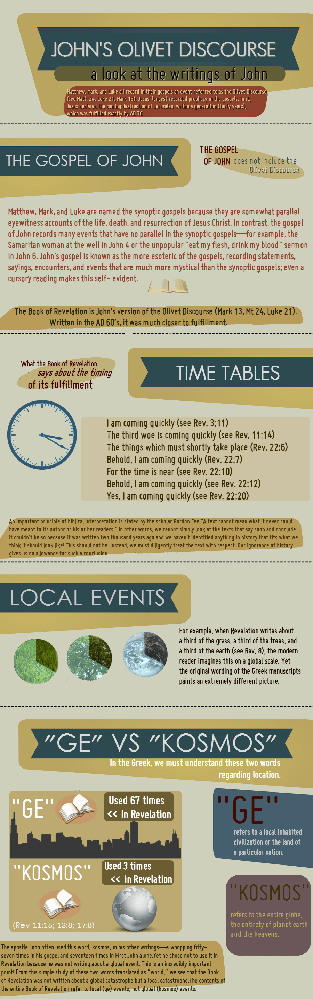 JOHN'S OLIVET DISCOURSE
a look at the writings of John
Matthew, Mark, and Luke all record in their gospels an event referred to as the Olivet Discourse
(see Matt. 24, Luke 21, Mark 13), Jesus' longest recorded prophecy in the gospels. In it,
Jesus declared the coming destruction of Jerusalem within a generation (forty years),
which was fulfilled exactly by AD 70.
THE GOSPEL OF JOHN
THE GOSPEL
OF JOHN does not include the
Olivet Discourse
Matthew, Mark, and Luke are named the synoptic gospels because they are somewhat parallel
eyewitness accounts of the life, death, and resurrection of Jesus Christ. In contrast, the gospel
of John records many events that have no parallel in the synoptic gospels—for example, the
Samaritan woman at the well in John 4 or the unpopular “eat my flesh, drink my blood” sermon
in John 6. John's gospel is known as the more esoteric of the gospels, recording statements,
sayings, encounters, and events that are much more mystical than the synoptic gospels; even a
cursory reading makes this self- evident.
The Book of Revelation is John's version of the Olivet Discourse (Mark 13, Mt 24, Luke 21).
Written in the AD 60's, it was much closer to fulfillment.
What the Book of Revelation
says about the timing
of its fulfillment
TIME TABLES
I am coming quickly (see Rev. 3:11)
The third woe is coming quickly (see Rev. 11:14)
The things which must shortly take place (Rev. 22:6)
Behold, I am coming quickly (Rev. 22:7)
For the time is near (see Rev. 22:10)
Behold, I am coming quickly (see Rev. 22:12)
Yes, I am coming quickly (see Rev. 22:20)
An important principle of biblical interpretation is stated by the scholar Gordon Fee,“A text cannot mean what it never could
have meant to its author or his or her readers.” In other words, we cannot simply look at the texts that say soon and conclude
it couldn't be so because it was written two thousand years ago and we haven't identified anything in history that fits what we
think it should look like! This should not be. Instead, we must diligently treat the text with respect. Our ignorance of history
gives us no allowance for such a conclusion.
LOCAL EVENTS
For example, when Revelation writes about
a third of the grass, a third of the trees, and
a third of the earth (see Rev. 8), the modern
reader imagines this on a global scale. Yet
the original wording of the Greek manuscripts
paints an extremely different picture.
"GE" VS "KOSMOS"
In the Greek, we must understand these two words
regarding location.
"GE"
Used 67 times
<< in Revelation
"KOSMOS"
Used 3 times
<< in Revelation
(Rev 11:15; 13:8; 17:8)
"GE"
refers to a local inhabited
civilization or the land of
a particular nation.
"KOSMOS"
refers to the entire globe,
the entirety of planet earth
and the heavens.
The apostle John often used this word, kosmos, in his other writings—a whopping fifty-
seven times in his gospel and seventeen times in First John alone.Yet he chose not to use it in
Revelation because he was not writing about a global event. This is an incredibly important
point! From this simple study of these two words translated as “world,” we see that the Book
of Revelation was not written about a global catastrophe but a local catastrophe.The contents of
the entire Book of Revelation refer to local (ge) events, not global (kosmos) events.